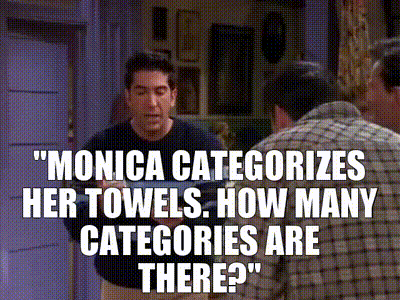 "MONICA CATEGORIZES
HER TOWELS. HOW MANY
CATEGORIES ARE
THERE?"